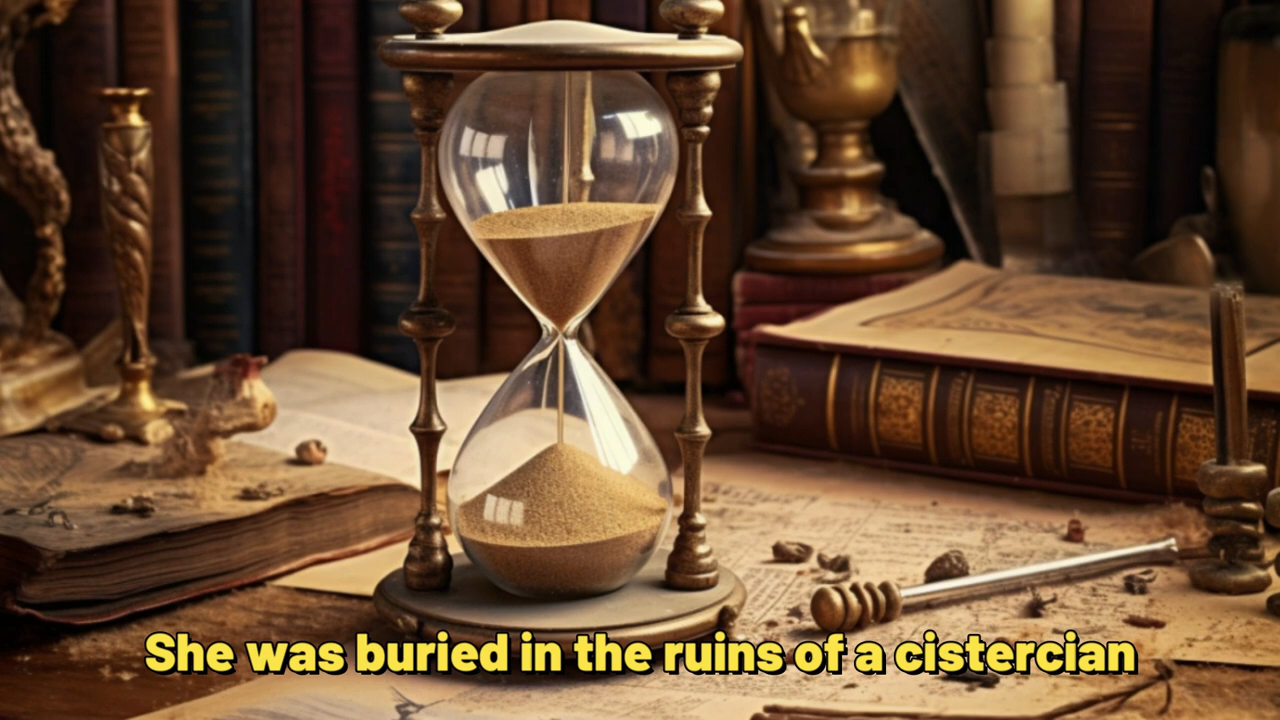 She was buried in the ruins of a cistercian